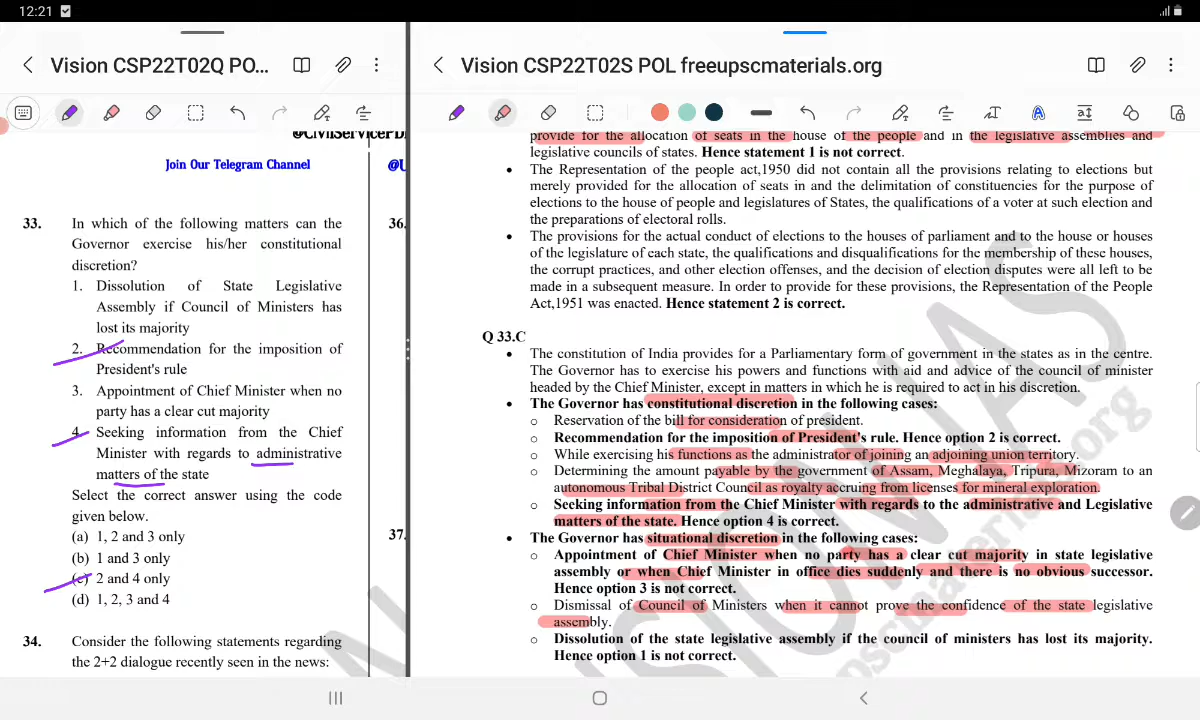 12:21
Vision CSP22T02Q PO...
@CivilservicePD
Join Our Telegram Channel
@U
33. In which of the following matters can the
Governor exercise his/her constitutional
discretion?
1. Dissolution of State Legislative
Assembly if Council of Ministers has
lost its majority
2. Recommendation for the imposition of
President's rule
3. Appointment of Chief Minister when no
party has a clear cut majority
4. Seeking information from the Chief
Minister with regards to administrative
matters of the state
Select the correct answer using the code
given below.
(a) 1, 2 and 3 only
(b) 1 and 3 only
(c) 2 and 4 only
(d) 1, 2, 3 and 4
34. Consider the following statements regarding
the 2+2 dialogue recently seen in the news:
36.
37.
Vision CSP22T02S POL freeupscmaterials.org
provide for the allocation of seats in the house of the people and in the legislative assemblies and
legislative councils of states. Hence statement 1 is not correct.
• The Representation of the people act,1950 did not contain all the provisions relating to elections but
merely provided for the allocation of seats in and the delimitation of constituencies for the purpose of
elections to the house of people and legislatures of States, the qualifications of a voter at such election and
the preparations of electoral rolls.
• The provisions for the actual conduct of elections to the houses of parliament and to the house or houses
of the legislature of each state, the qualifications and disqualifications for the membership of these houses,
the corrupt practices, and other election offenses, and the decision of election disputes were all left to be
made in a subsequent measure. In order to provide for these provisions, the Representation of the People
Act,1951 was enacted. Hence statement 2 is correct.
Q 33.C
• The constitution of India provides for a Parliamentary form of government in the states as in the centre.
The Governor has to exercise his powers and functions with aid and advice of the council of minister
headed by the Chief Minister, except in matters in which he is required to act in his discretion.
• The Governor has constitutional discretion in the following cases:
o Reservation of the bill for consideration of president.
o Recommendation for the imposition of President's rule. Hence option 2 is correct.
o While exercising his functions as the administrator of joining an adjoining union territory.
o Determining the amount payable by the government of Assam, Meghalaya, Tripura, Mizoram to an
autonomous Tribal District Council as royalty accruing from licenses for mineral exploration.
o Seeking information from the Chief Minister with regards to the administrative and Legislative
matters of the state. Hence option 4 is correct.
• The Governor has situational discretion in the following cases:
o Appointment of Chief Minister when no party has a clear cut majority in state legislative
assembly or when Chief Minister in office dies suddenly and there is no obvious successor.
Hence option 3 is not correct.
o Dismissal of Council of Ministers when it cannot prove the confidence of the state legislative
assembly.
o Dissolution of the state legislative assembly if the council of ministers has lost its majority.
Hence option 1 is not correct.